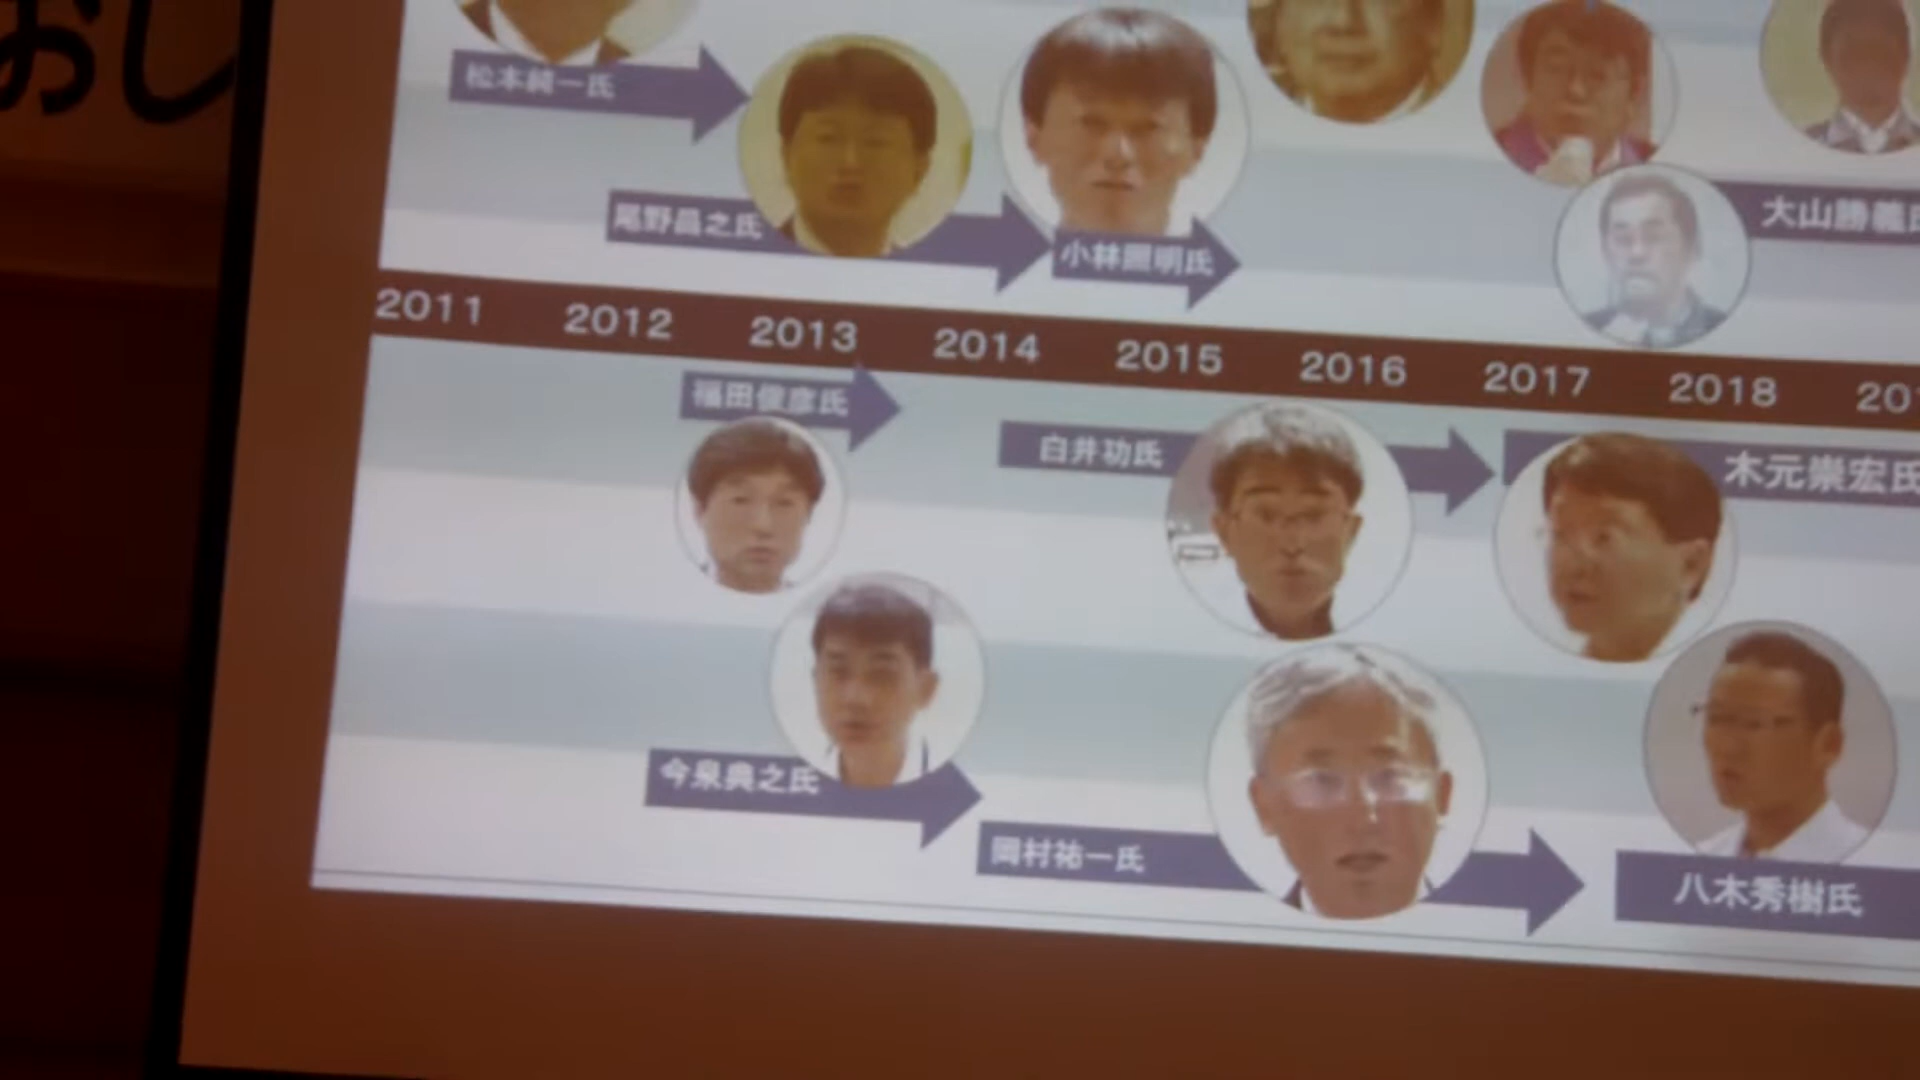 おし
松本純一氏
尾野昌之氏
小林照明氏
大山勝義氏
2011 2012 2013 2014 2015 2016 2017 2018 201
福田俊彦氏
白井功氏
木元崇宏氏
今泉典之氏
岡村祐一氏
八木秀樹氏